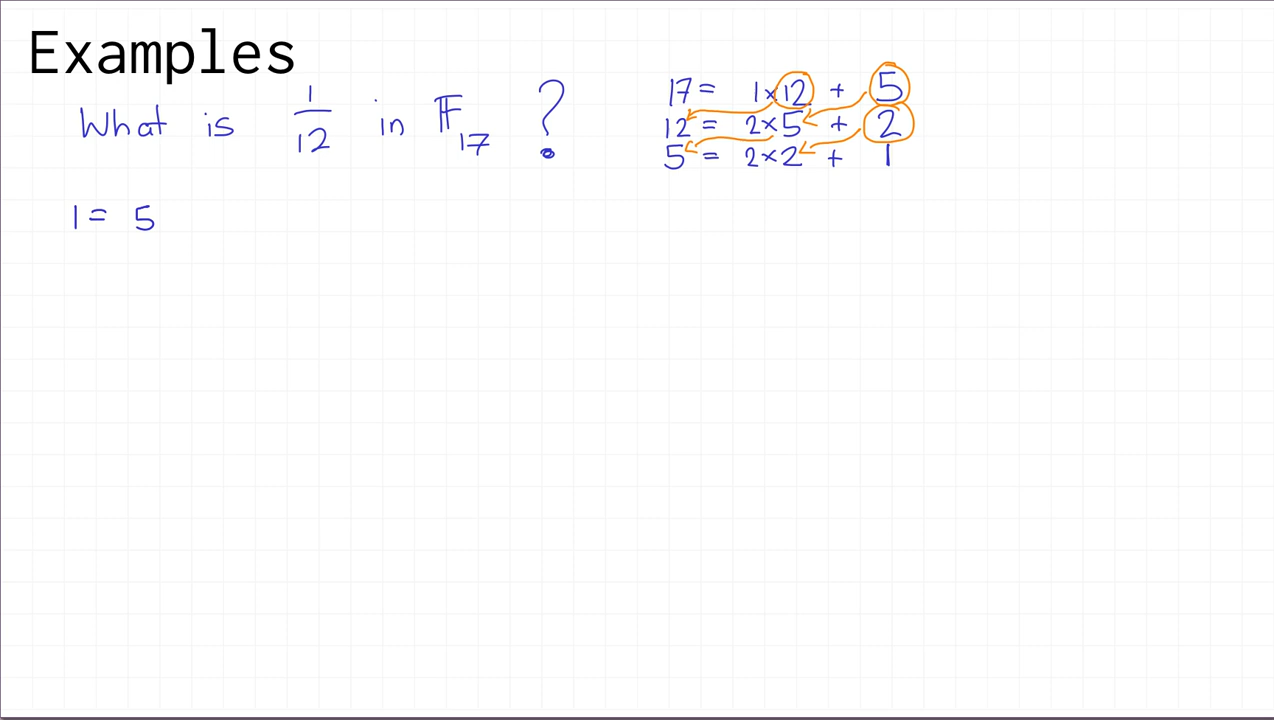 Examples
What is 1/12 in 𝔽₁₇ ?
17 = 1×12 + 5
12 = 2×5 + 2
5 = 2×2 + 1
1 = 5